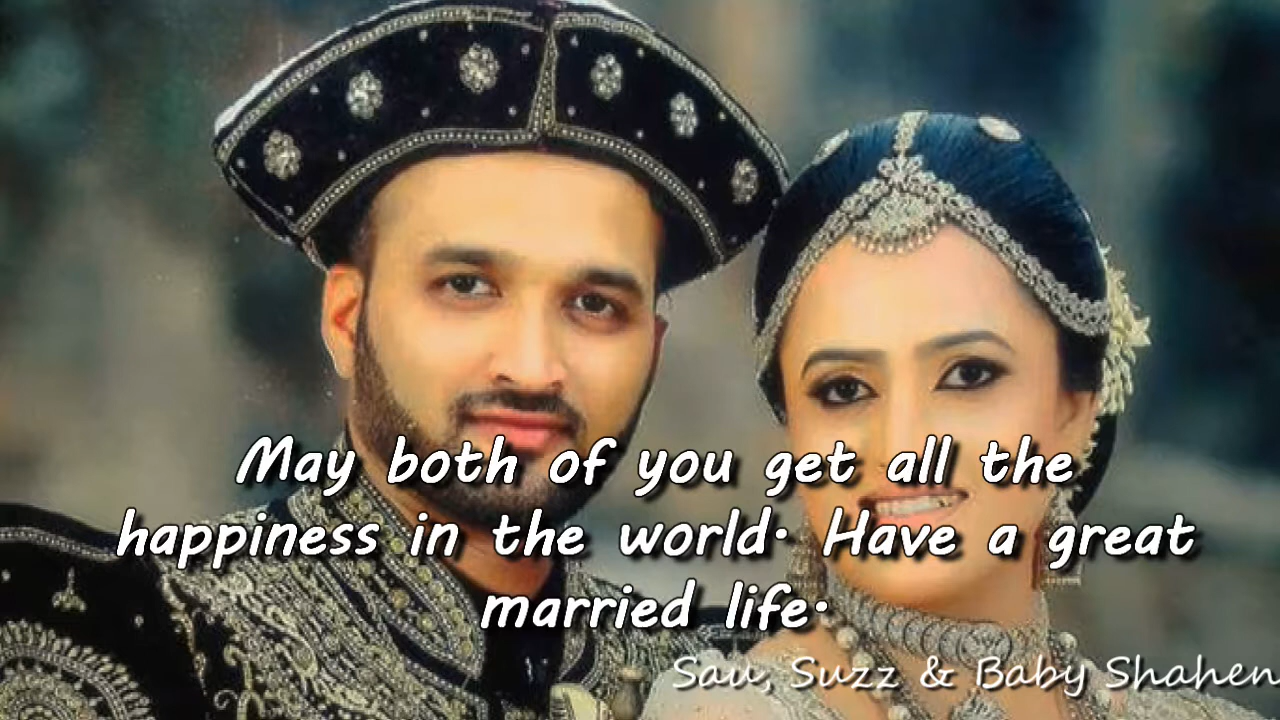 May both of you get all the
happiness in the world. Have a great
married life.
Sau, Suzz & Baby Shahen